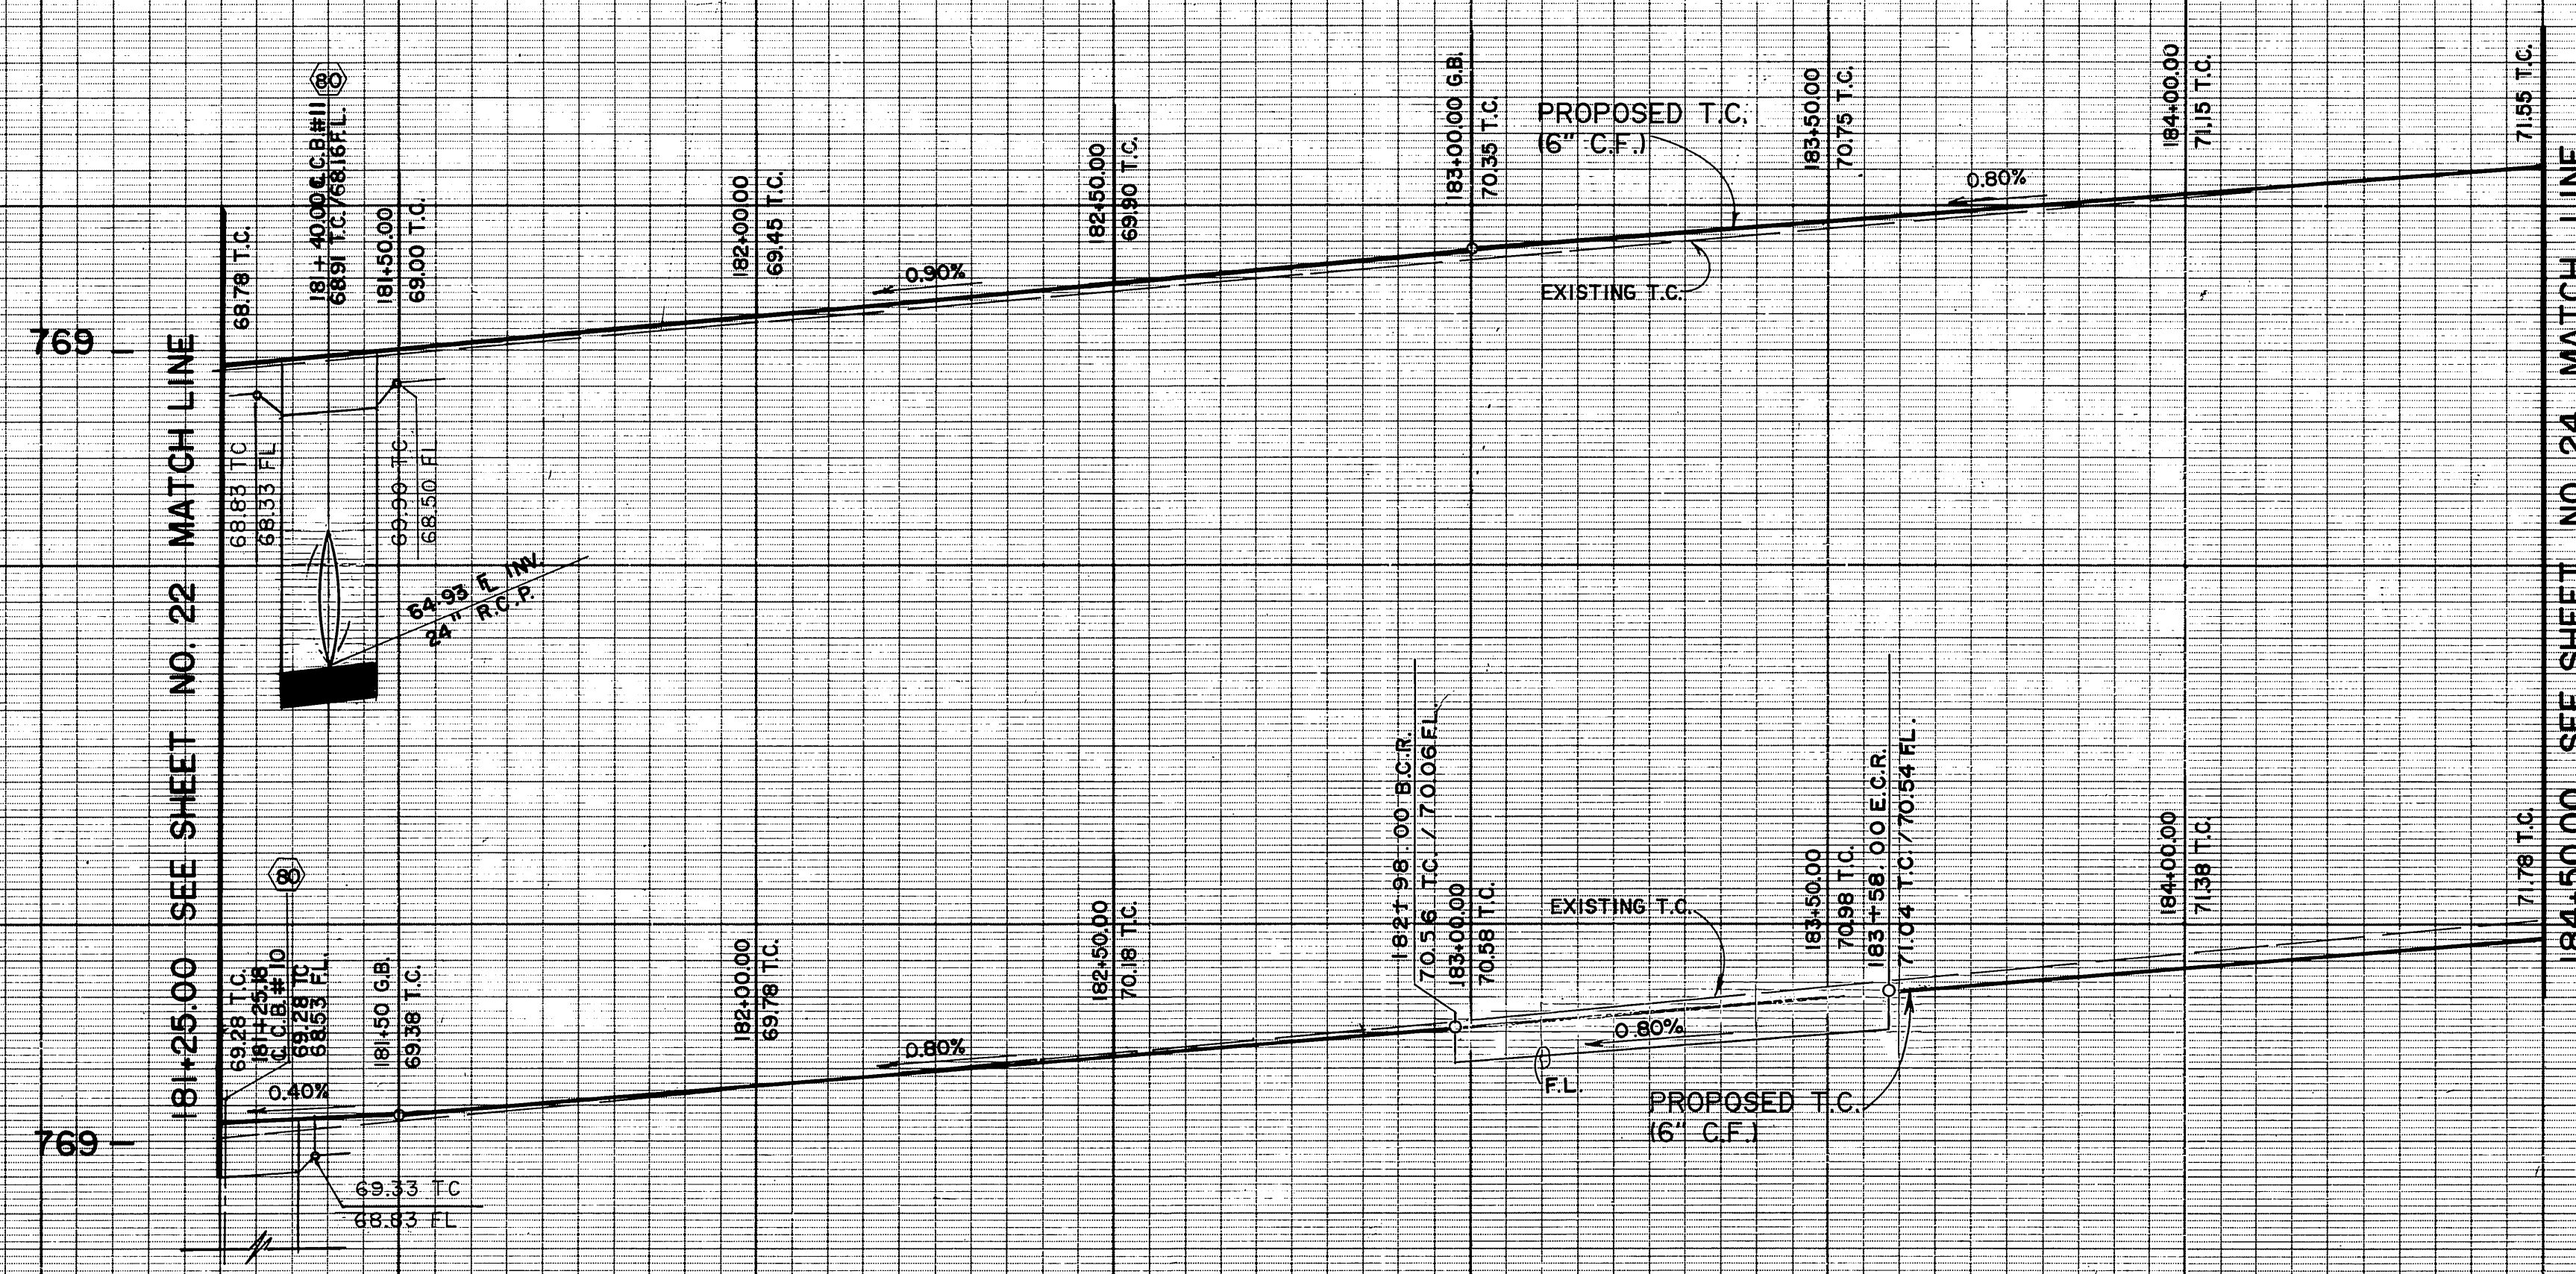 769
181+25.00 SEE SHEET NO. 22 MATCH LINE
68.78 T.C.
80
181+40.00 C.C.B.#11
68.91 T.C. 768.16 F.L.
181+50.00
69.00 T.C.
68.83 TC
68.33 FL
69.00 TC
68.50 FL
64.93 FL INV.
24" R.C.P.
182+00.00
69.45 T.C.
0.90%
182+50.00
69.90 T.C.
183+00.00 G.B.
70.35 T.C.
PROPOSED T.C.
(6" C.F.)
EXISTING T.C.
183+50.00
70.75 T.C.
0.80%
184+00.00
71.15 T.C.
71.55 T.C.
184+50.00 SEE SHEET NO. 24 MATCH LINE
769
80
69.28 T.C.
181+25.18
C.C.B.#10
69.28 TC
68.53 FL.
0.40%
181+50 G.B.
69.38 T.C.
69.33 TC
68.83 FL
182+00.00
69.78 T.C.
0.80%
182+50.00
70.18 T.C.
182+98.00 B.C.R.
70.56 T.C. / 70.06 F.L.
183+00.00
70.58 T.C.
EXISTING T.C.
0.80%
F.L.
PROPOSED T.C.
(6" C.F.)
183+50.00
70.98 T.C.
183+58.00 E.C.R.
71.04 T.C. / 70.54 F.L.
184+00.00
71.38 T.C.
71.78 T.C.